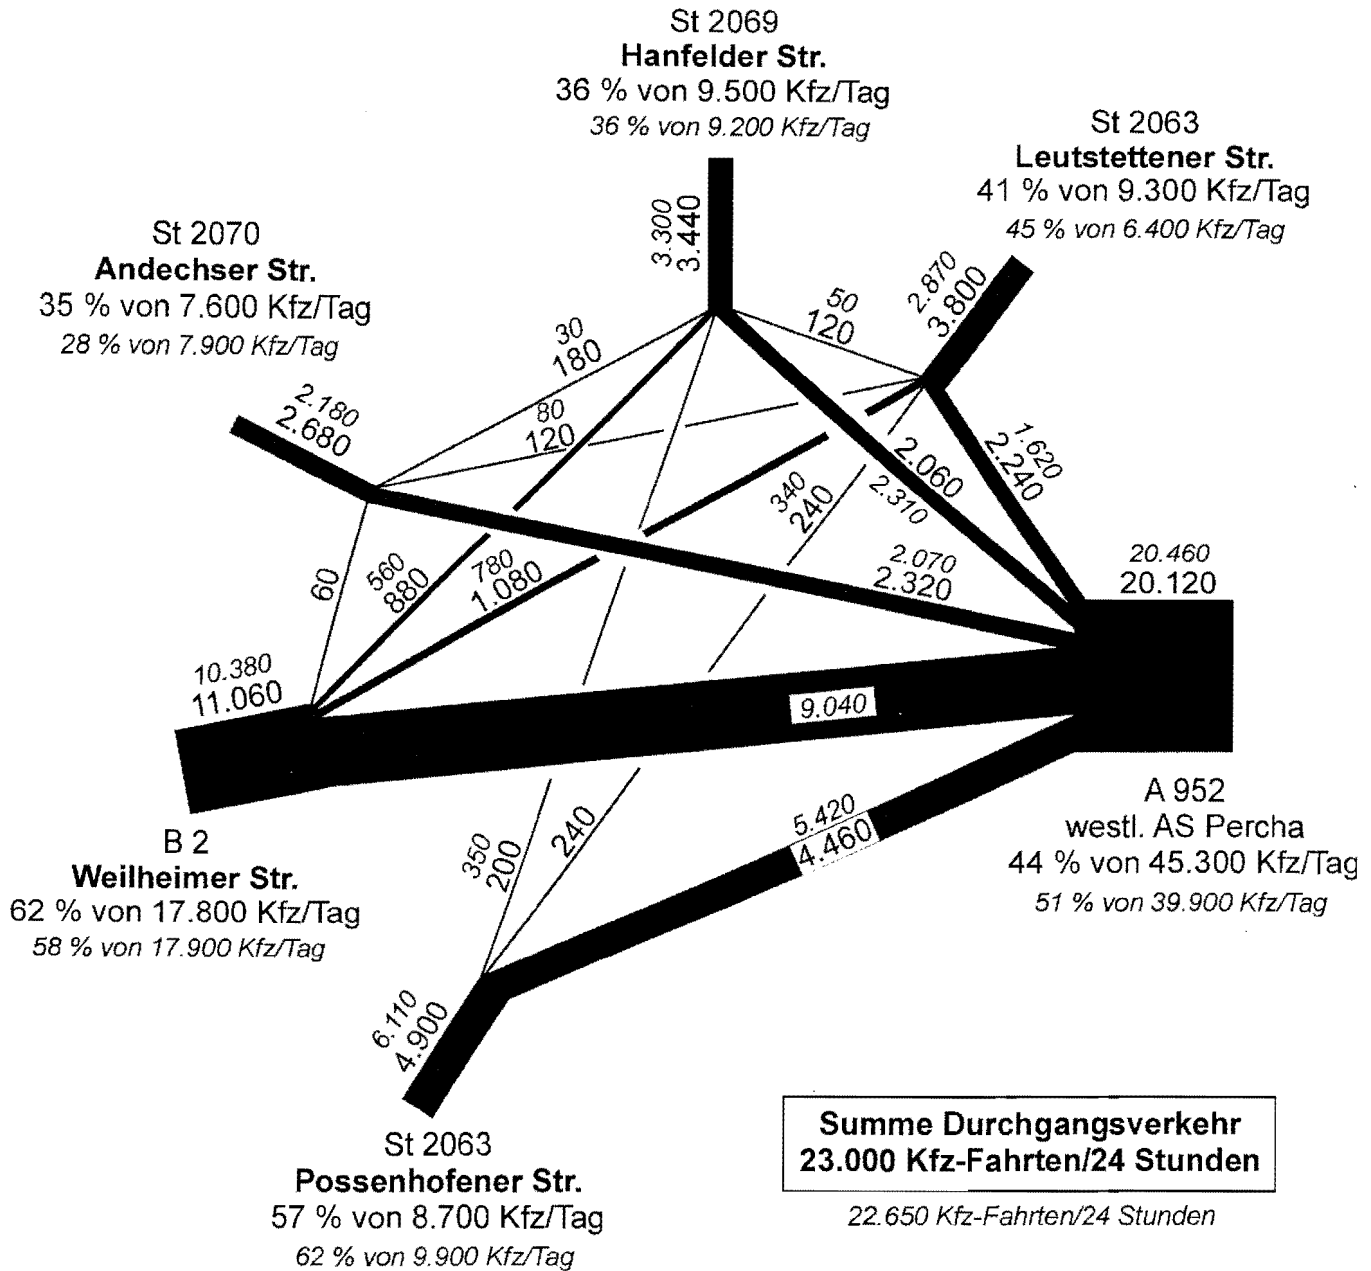 St 2069
Hanfelder Str.
36 % von 9.500 Kfz/Tag
36 % von 9.200 Kfz/Tag
St 2063
Leutstettener Str.
41 % von 9.300 Kfz/Tag
45 % von 6.400 Kfz/Tag
St 2070
Andechser Str.
35 % von 7.600 Kfz/Tag
28 % von 7.900 Kfz/Tag
3.300
3.440
2.870
3.800
50
120
30
180
2.180
2.680
80
120
1.620
2.240
2.060
2.310
340
240
560
880
780
1.080
60
2.070
2.320
20.460
20.120
10.380
11.060
9.040
A 952
westl. AS Percha
44 % von 45.300 Kfz/Tag
51 % von 39.900 Kfz/Tag
B 2
Weilheimer Str.
62 % von 17.800 Kfz/Tag
58 % von 17.900 Kfz/Tag
350
200
240
5.420
4.460
6.110
4.900
St 2063
Possenhofener Str.
57 % von 8.700 Kfz/Tag
62 % von 9.900 Kfz/Tag
Summe Durchgangsverkehr
23.000 Kfz-Fahrten/24 Stunden
22.650 Kfz-Fahrten/24 Stunden